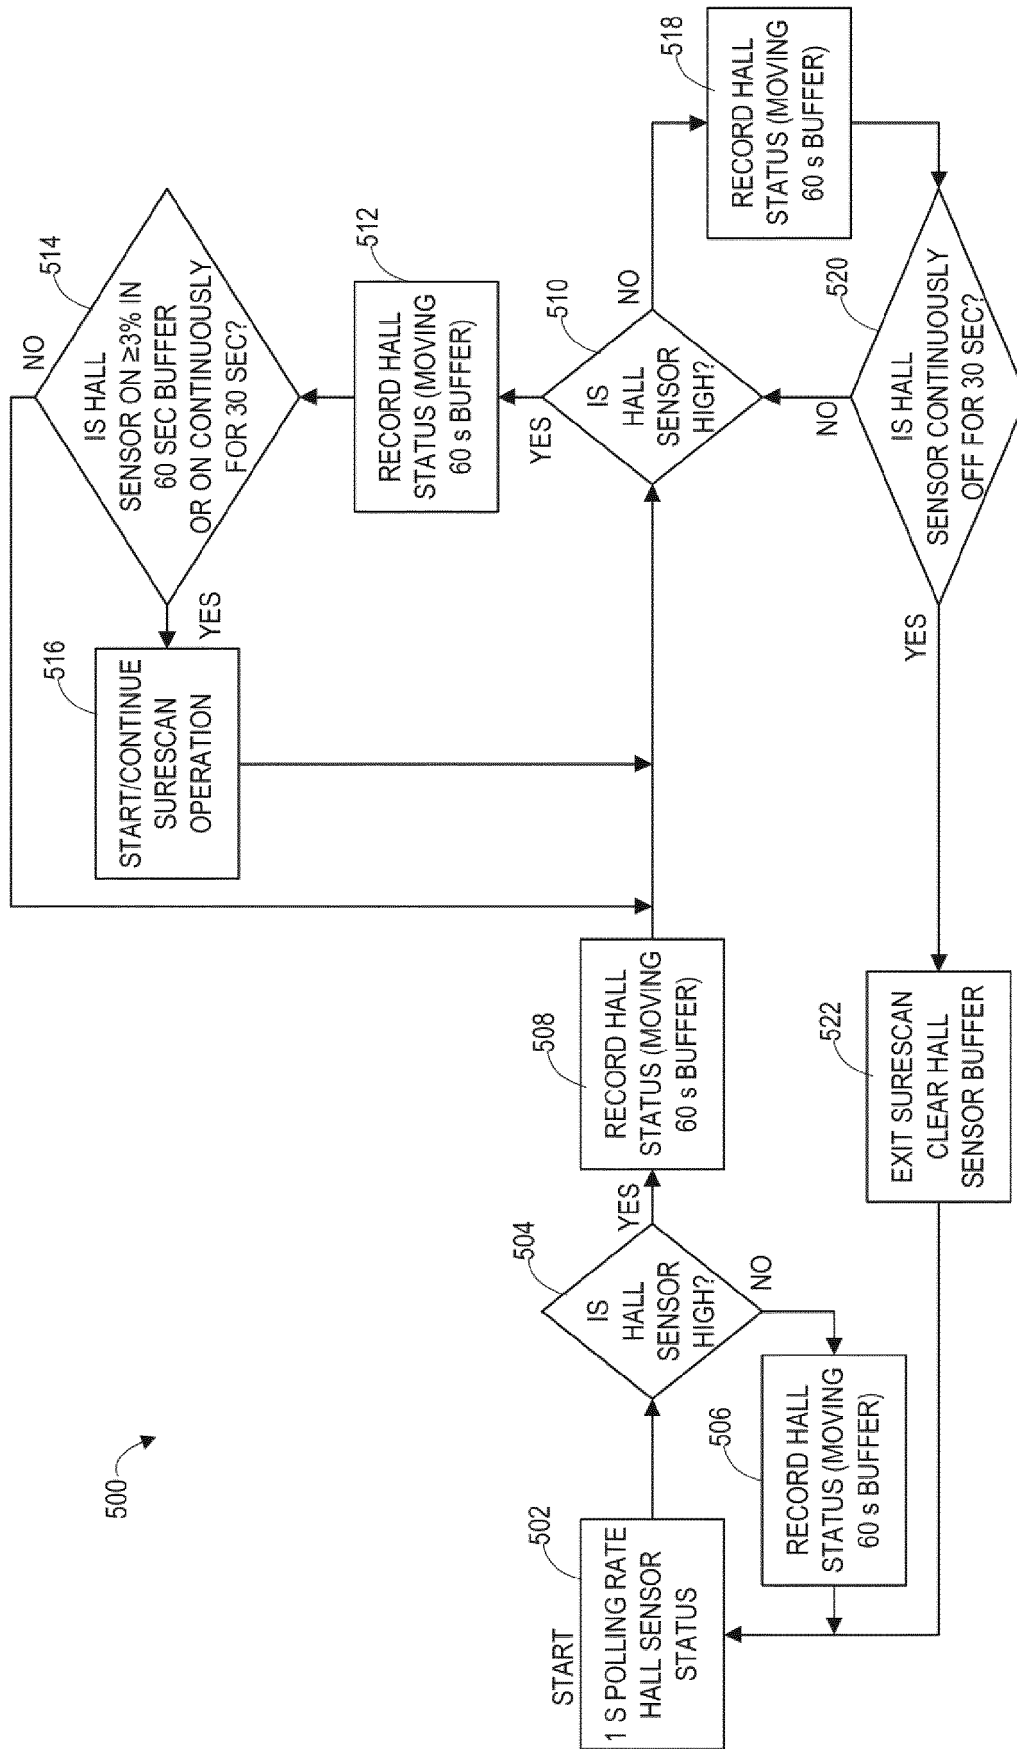 500
START
502
1 S POLLING RATE
HALL SENSOR
STATUS
504
IS
HALL
SENSOR
HIGH?
YES
NO
506
RECORD HALL
STATUS (MOVING
60 s BUFFER)
508
RECORD HALL
STATUS (MOVING
60 s BUFFER)
510
IS
HALL
SENSOR
HIGH?
YES
NO
512
RECORD HALL
STATUS (MOVING
60 s BUFFER)
514
IS HALL
SENSOR ON ≥3% IN
60 SEC BUFFER
OR ON CONTINUOUSLY
FOR 30 SEC?
NO
YES
516
START/CONTINUE
SURESCAN
OPERATION
518
RECORD HALL
STATUS (MOVING
60 s BUFFER)
520
IS HALL
SENSOR CONTINUOUSLY
OFF FOR 30 SEC?
NO
YES
522
EXIT SURESCAN
CLEAR HALL
SENSOR BUFFER